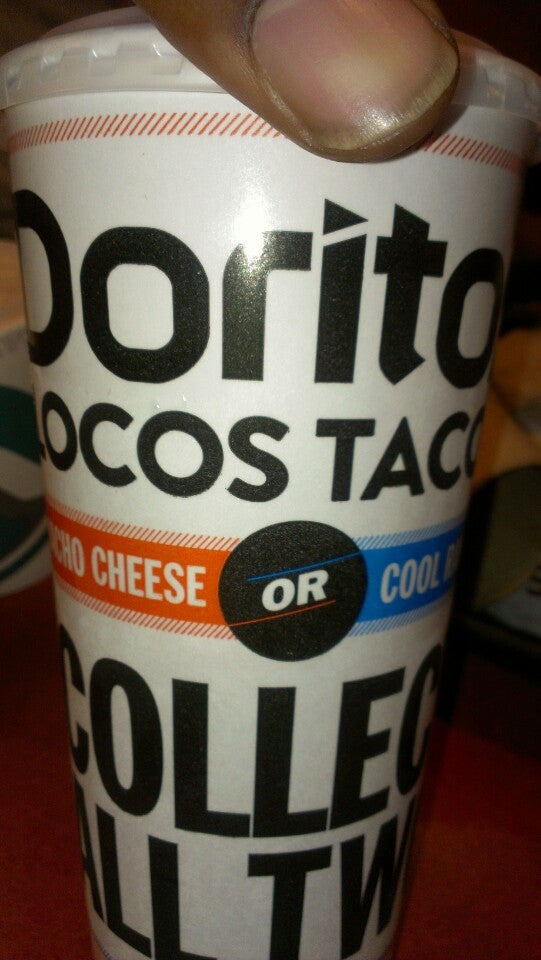 Dorito
LOCOS TACO
CHO CHEESE OR COOL R
COLLEC
ALL TW